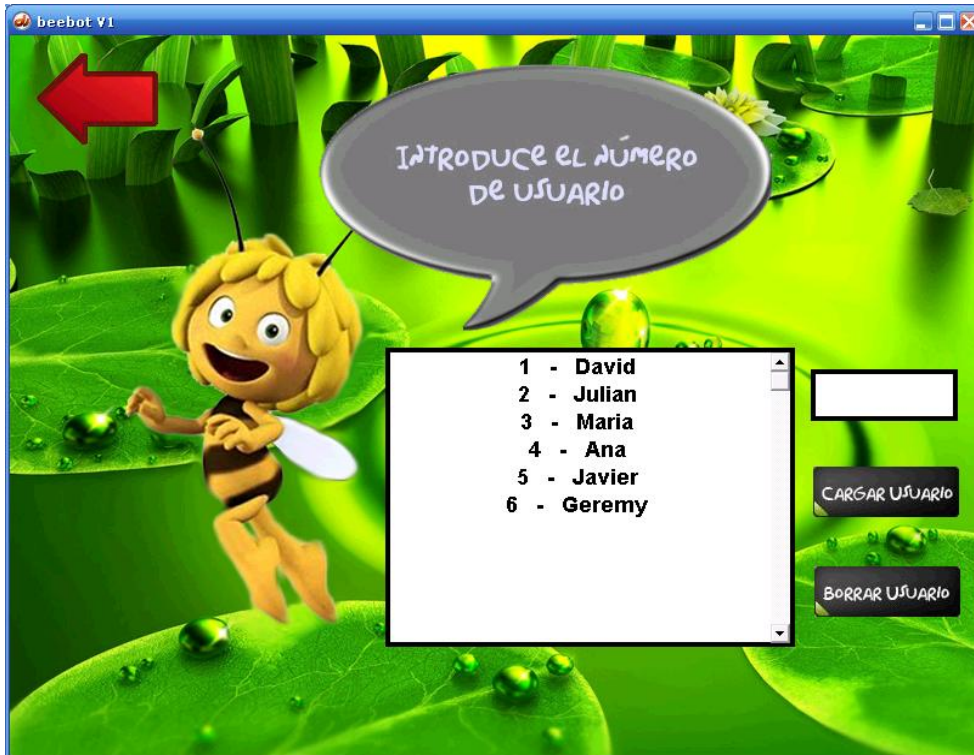 beebot V1
INTRODUCE EL NÚMERO
DE USUARIO
1 - David
2 - Julian
3 - Maria
4 - Ana
5 - Javier
6 - Geremy
CARGAR USUARIO
BORRAR USUARIO